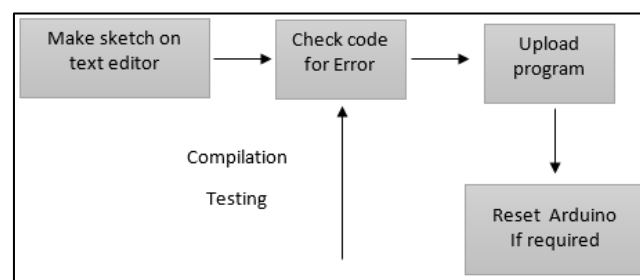 Make sketch on
text editor
Check code
for Error
Upload
program
Compilation
Testing
Reset Arduino
If required